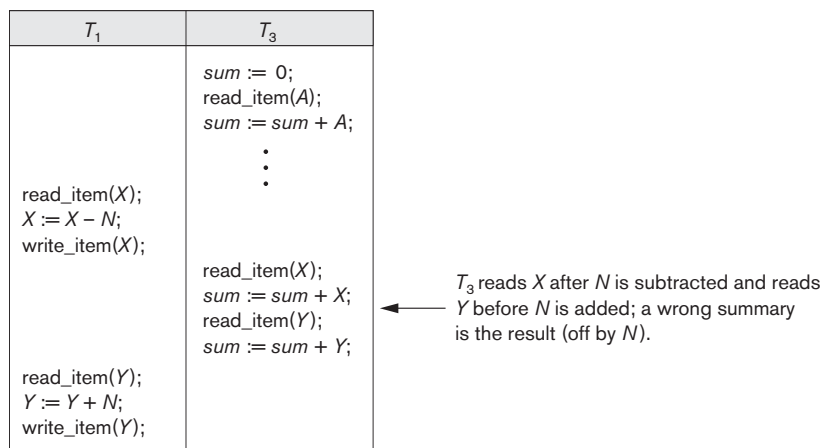 T1 T3
sum := 0;
read_item(A);
sum := sum + A;
read_item(X);
X := X – N;
write_item(X);
read_item(X);
sum := sum + X;
read_item(Y);
sum := sum + Y;
T3 reads X after N is subtracted and reads
Y before N is added; a wrong summary
is the result (off by N).
read_item(Y);
Y := Y + N;
write_item(Y);